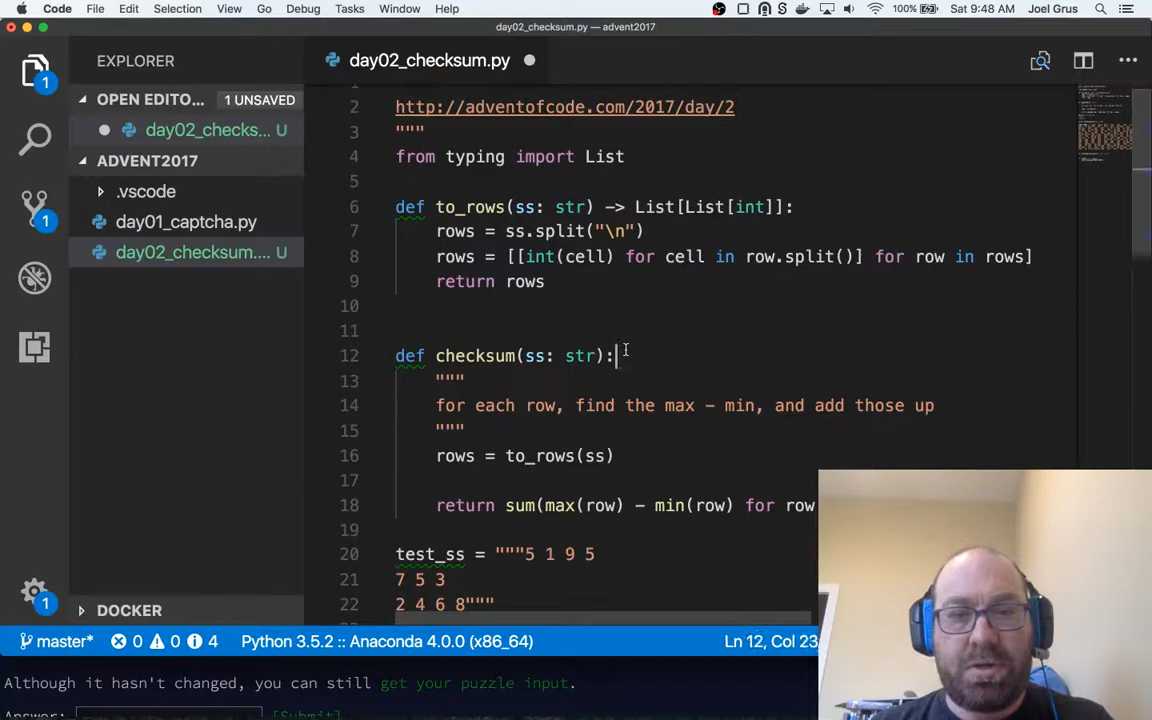 Code File Edit Selection View Go Debug Tasks Window Help 100% Sat 9:48 AM Joel Grus
day02_checksum.py — advent2017
EXPLORER
day02_checksum.py
1
OPEN EDITO... 1 UNSAVED
day02_checks... U
ADVENT2017
.vscode
day01_captcha.py
1
day02_checksum.... U
DOCKER
1
1
2 http://adventofcode.com/2017/day/2
3 """
4 from typing import List
5
6 def to_rows(ss: str) -> List[List[int]]:
7 rows = ss.split("\n")
8 rows = [[int(cell) for cell in row.split()] for row in rows]
9 return rows
10
11
12 def checksum(ss: str):
13 """
14 for each row, find the max - min, and add those up
15 """
16 rows = to_rows(ss)
17
18 return sum(max(row) - min(row) for row
19
20 test_ss = """5 1 9 5
21 7 5 3
22 2 4 6 8"""
master* 0 0 4 Python 3.5.2 :: Anaconda 4.0.0 (x86_64) Ln 12, Col 23
Although it hasn't changed, you can still get your puzzle input.
Answer: [Submit]